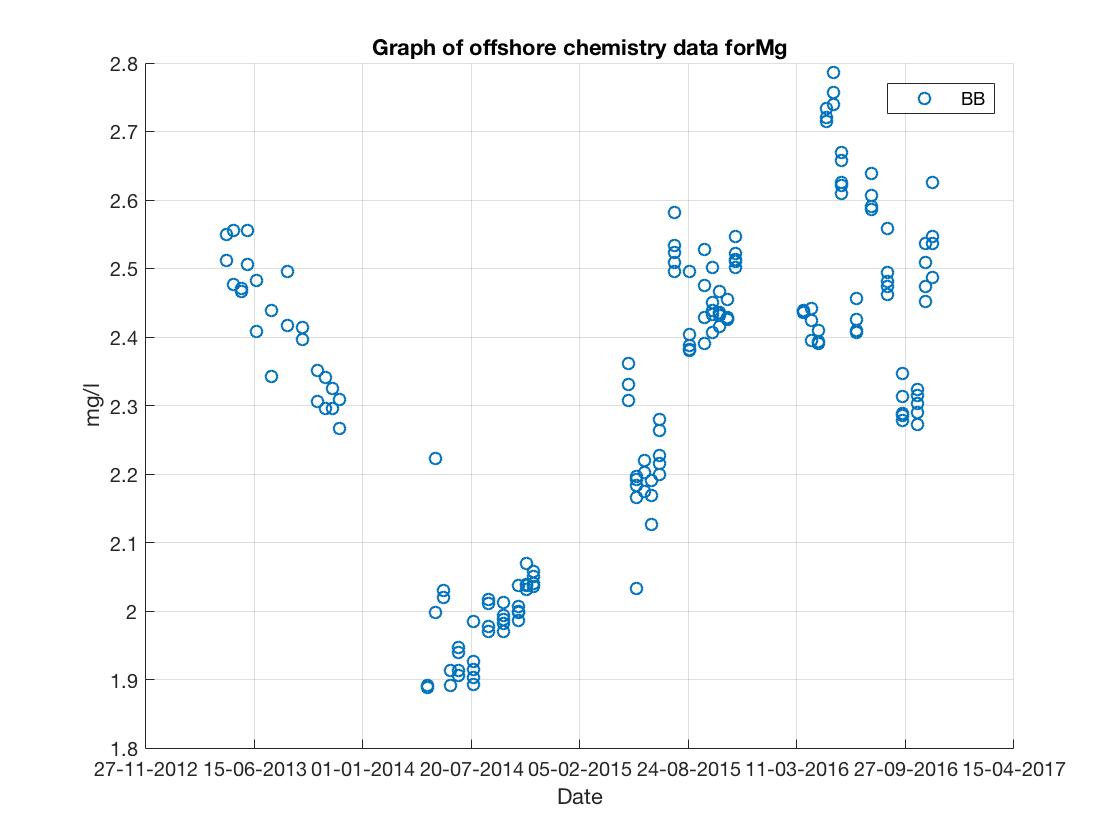 Graph of offshore chemistry data forMg
BB
2.8
2.7
2.6
2.5
2.4
2.3
2.2
2.1
2
1.9
1.8
mg/l
27-11-2012 15-06-2013 01-01-2014 20-07-2014 05-02-2015 24-08-2015 11-03-2016 27-09-2016 15-04-2017
Date